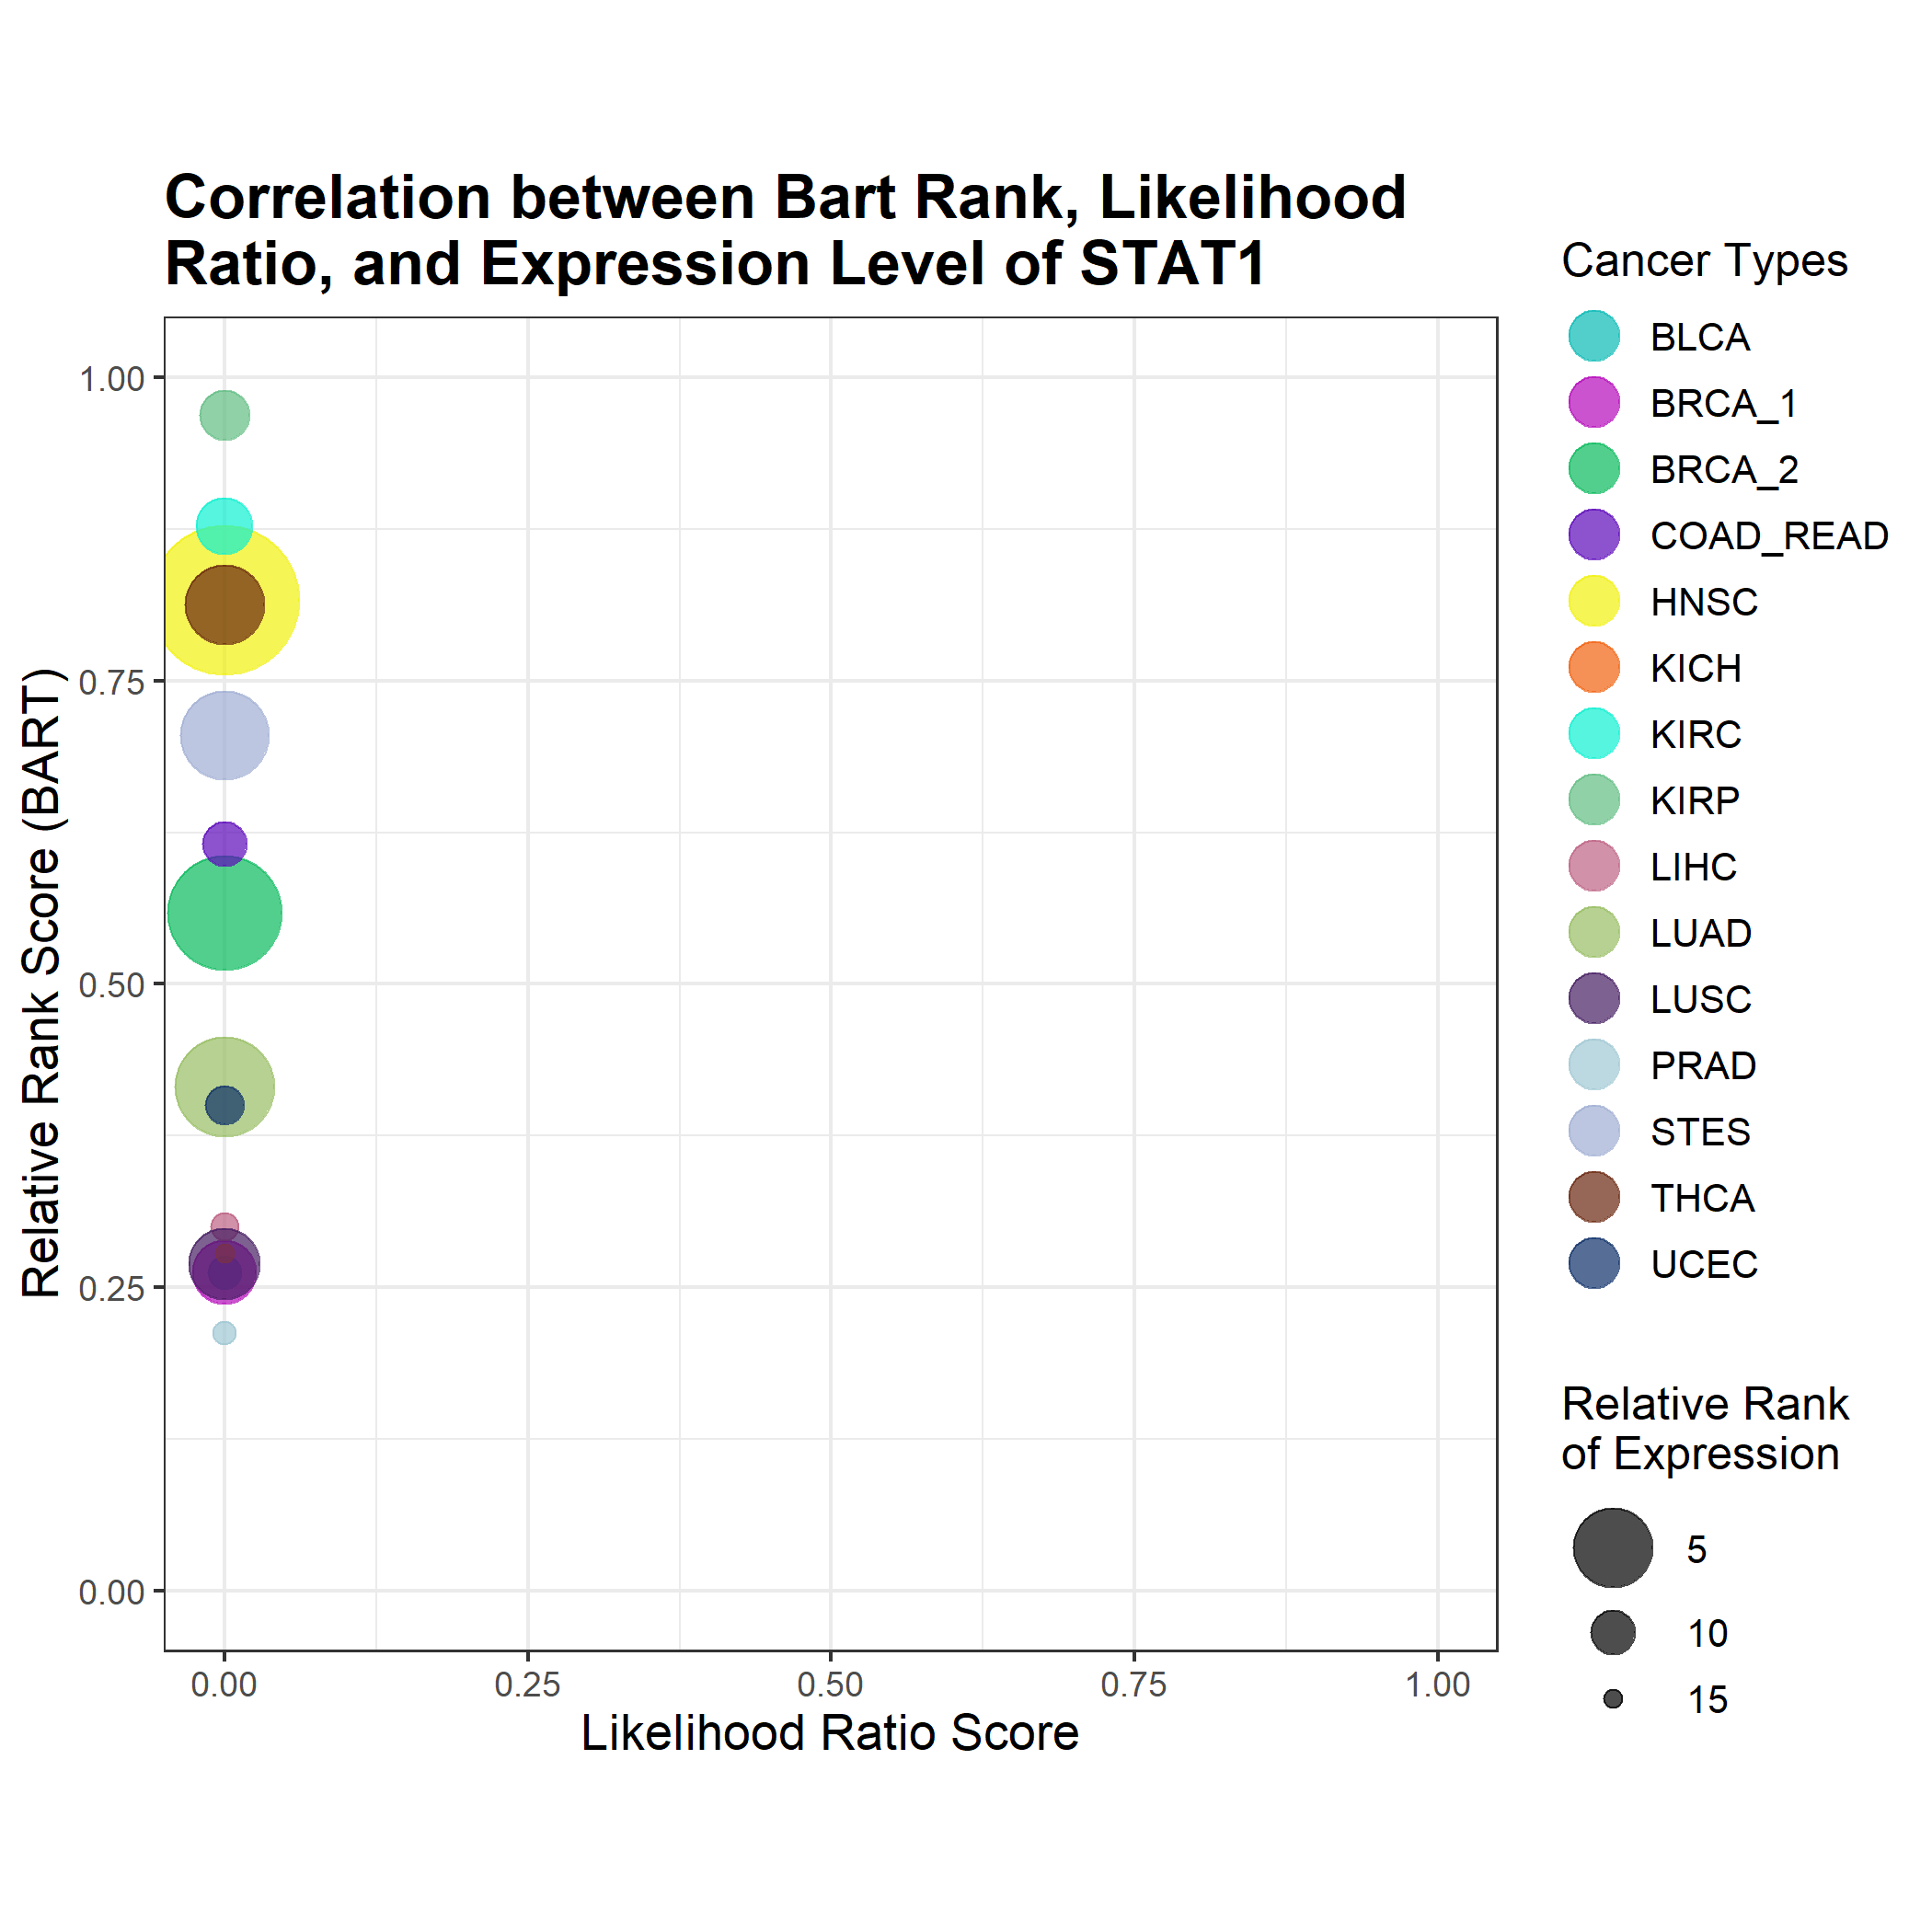 Correlation between Bart Rank, Likelihood
Ratio, and Expression Level of STAT1
Relative Rank Score (BART)
1.00
0.75
0.50
0.25
0.00
0.00
0.25
0.50
0.75
1.00
Likelihood Ratio Score
Cancer Types
BLCA
BRCA_1
BRCA_2
COAD_READ
HNSC
KICH
KIRC
KIRP
LIHC
LUAD
LUSC
PRAD
STES
THCA
UCEC
Relative Rank
of Expression
5
10
15